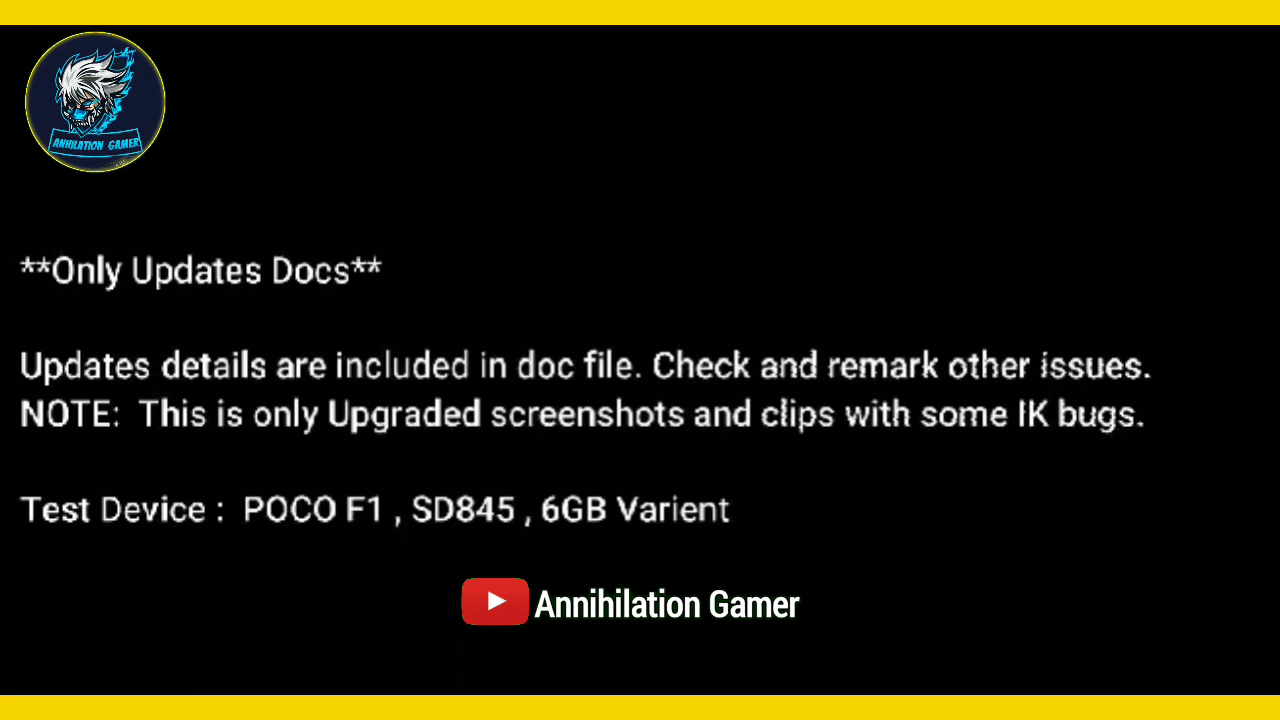 ANHILATION GAMER
**Only Updates Docs**
Updates details are included in doc file. Check and remark other issues.
NOTE: This is only Upgraded screenshots and clips with some IK bugs.
Test Device : POCO F1 , SD845 , 6GB Varient
Annihilation Gamer